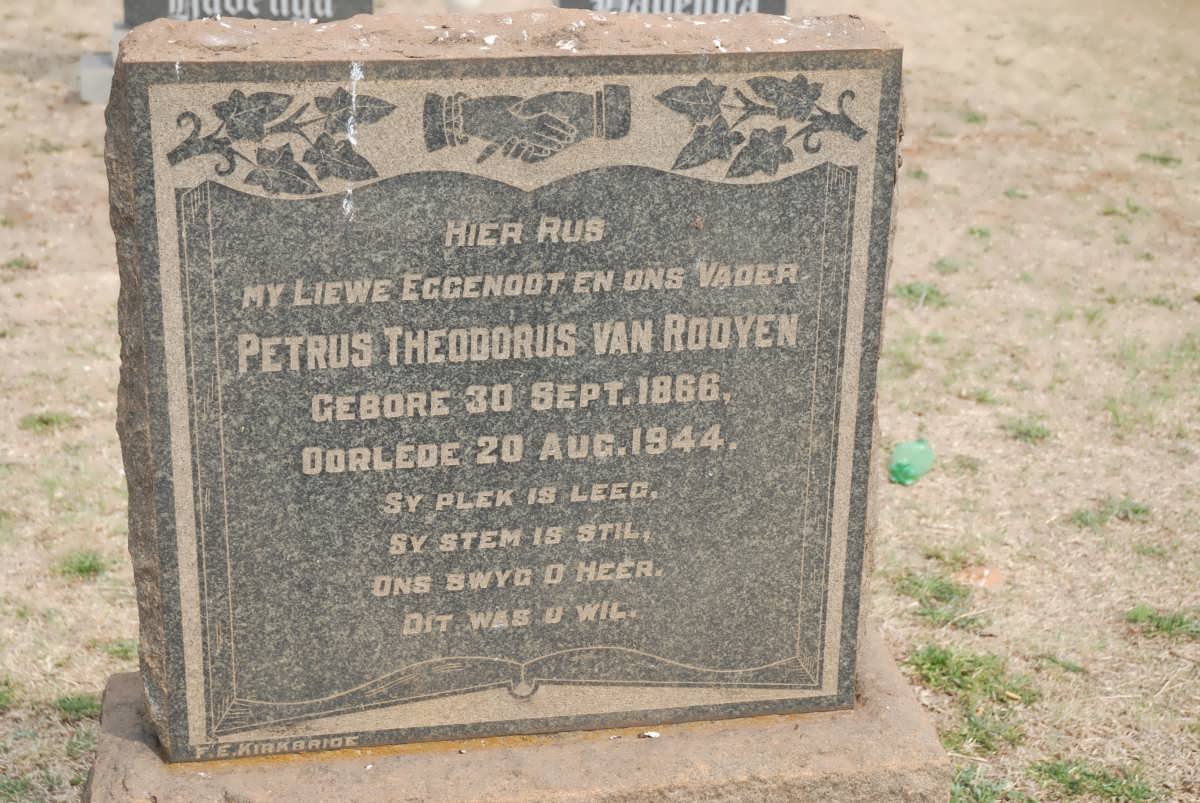 HIER RUS
MY LIEWE EGGENOOT EN ONS VADER
PETRUS THEODORUS VAN ROOYEN
GEBORE 30 SEPT. 1866,
OORLEDE 20 AUG. 1944.
SY PLEK IS LEEG,
SY STEM IS STIL,
ONS SWYG O HEER.
DIT WAS U WIL.
F.E. KIRKBRIDE